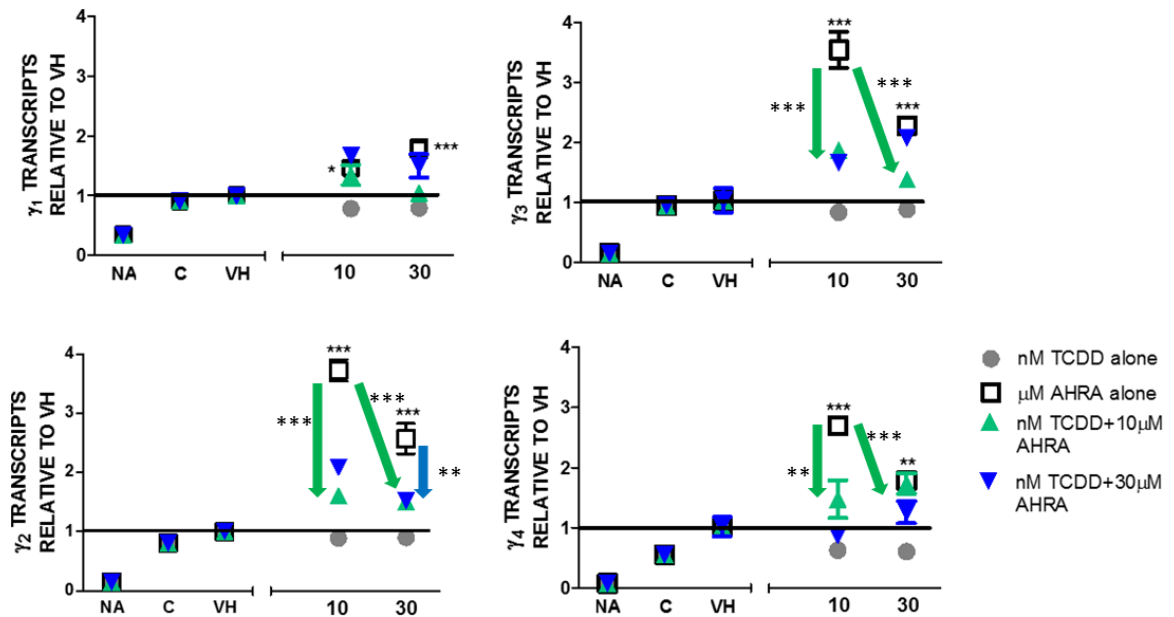 γ1 TRANSCRIPTS
RELATIVE TO VH
4
3
2
1
0
*
***
NA C VH 10 30
γ3 TRANSCRIPTS
RELATIVE TO VH
4
3
2
1
0
***
***
***
***
NA C VH 10 30
γ2 TRANSCRIPTS
RELATIVE TO VH
4
3
2
1
0
***
***
***
***
**
NA C VH 10 30
γ4 TRANSCRIPTS
RELATIVE TO VH
4
3
2
1
0
***
***
**
**
NA C VH 10 30
nM TCDD alone
μM AHRA alone
nM TCDD+10μM
AHRA
nM TCDD+30μM
AHRA